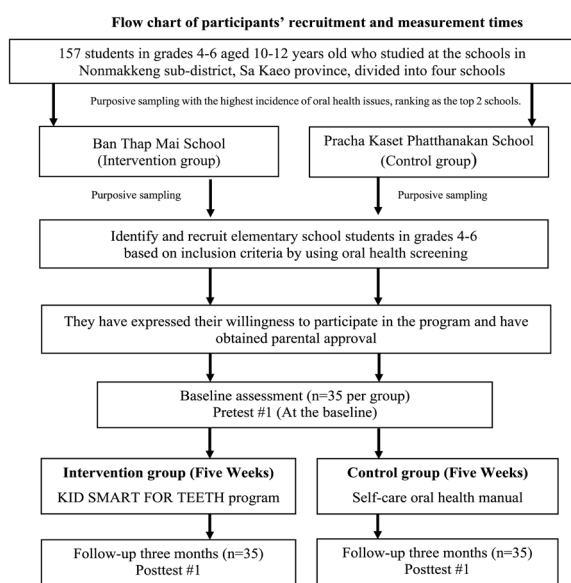 Flow chart of participants' recruitment and measurement times
157 students in grades 4-6 aged 10-12 years old who studied at the schools in
Nonmakkeng sub-district, Sa Kaeo province, divided into four schools
Purposive sampling with the highest incidence of oral health issues, ranking as the top 2 schools.
Ban Thap Mai School
(Intervention group)
Pracha Kaset Phatthanakan School
(Control group)
Purposive sampling
Purposive sampling
Identify and recruit elementary school students in grades 4-6
based on inclusion criteria by using oral health screening
They have expressed their willingness to participate in the program and have
obtained parental approval
Baseline assessment (n=35 per group)
Pretest #1 (At the baseline)
Intervention group (Five Weeks)
KID SMART FOR TEETH program
Control group (Five Weeks)
Self-care oral health manual
Follow-up three months (n=35)
Posttest #1
Follow-up three months (n=35)
Posttest #1